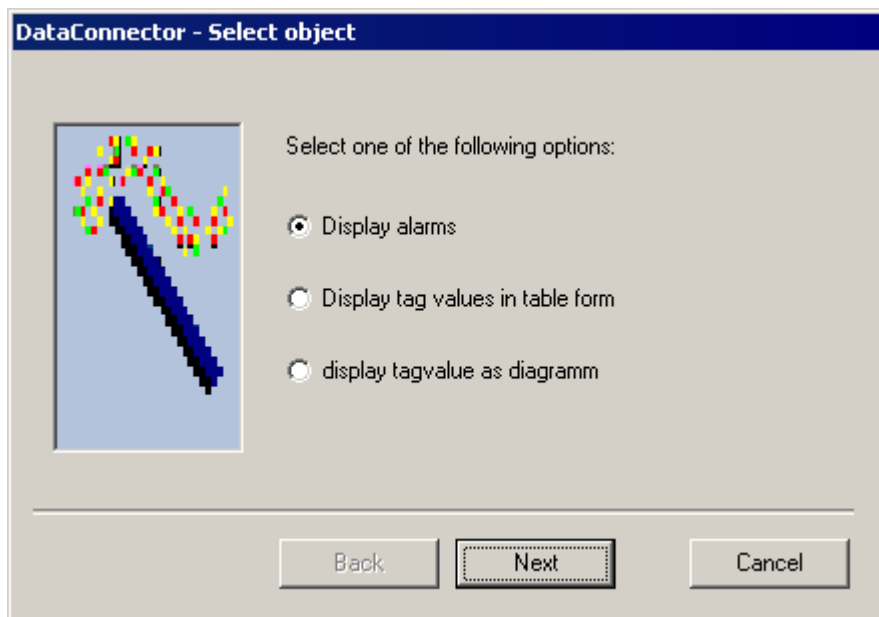 DataConnector - Select object
Select one of the following options:
Display alarms
Display tag values in table form
display tagvalue as diagramm
Back
Next
Cancel